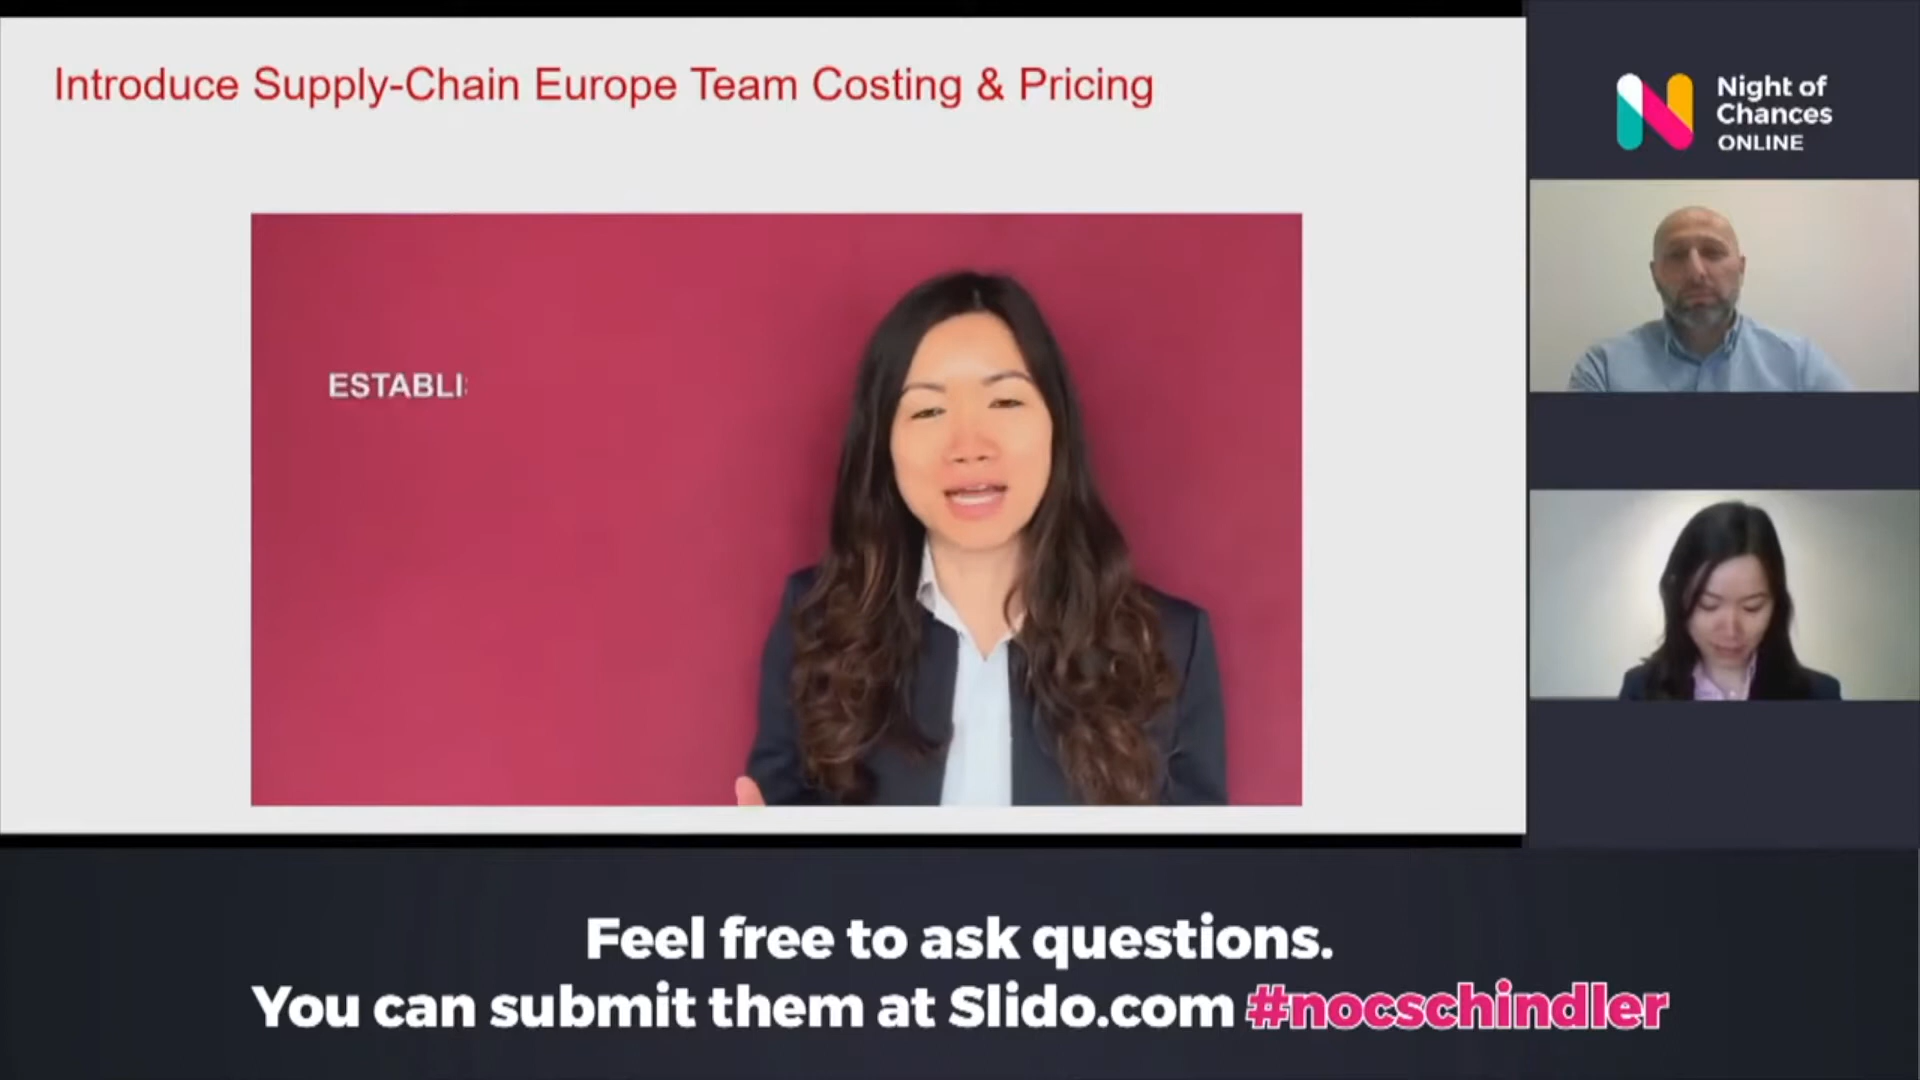 Introduce Supply-Chain Europe Team Costing & Pricing
Night of
Chances
ONLINE
ESTABLI
Feel free to ask questions.
You can submit them at Slido.com #nocschindler